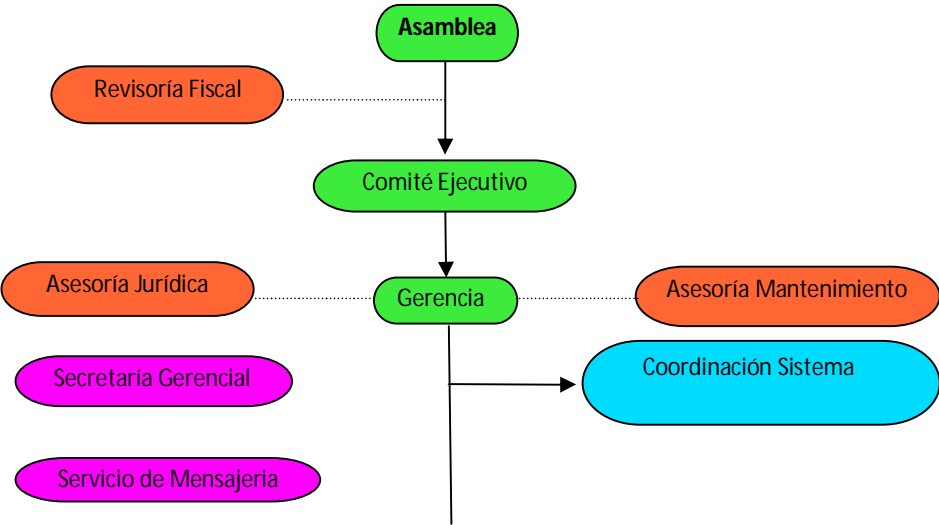 Asamblea
Revisoría Fiscal
Comité Ejecutivo
Asesoría Jurídica
Gerencia
Asesoría Mantenimiento
Secretaría Gerencial
Coordinación Sistema
Servicio de Mensajeria